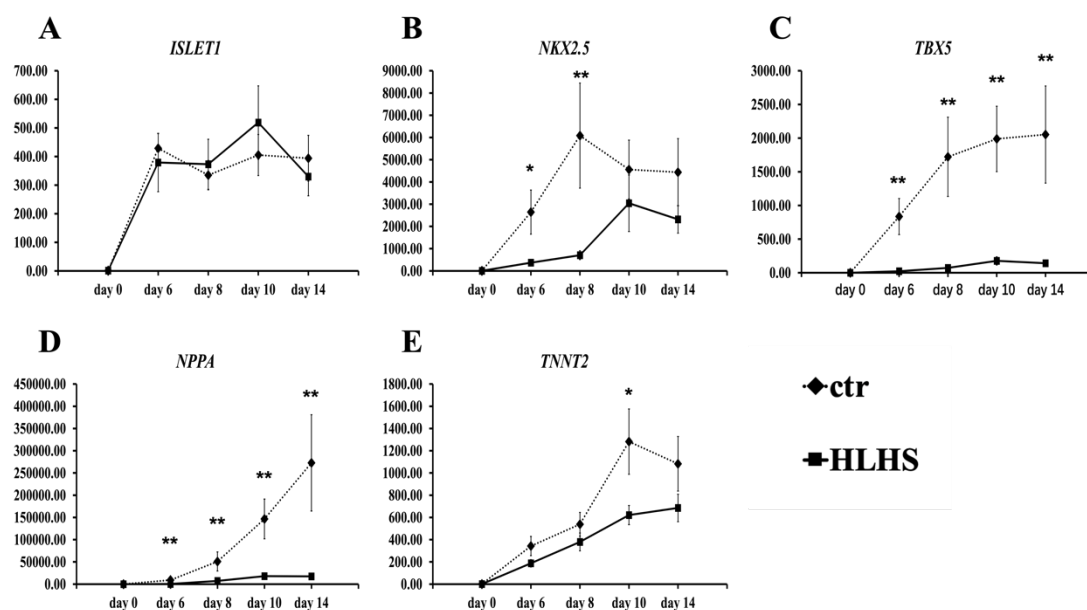 A
ISLET1
700.00
600.00
500.00
400.00
300.00
200.00
100.00
0.00
day 0 day 6 day 8 day 10 day 14
B
NKX2.5
9000.00
8000.00
7000.00
6000.00
5000.00
4000.00
3000.00
2000.00
1000.00
0.00
* **
day 0 day 6 day 8 day 10 day 14
C
TBX5
3000.00
2500.00
2000.00
1500.00
1000.00
500.00
0.00
** ** ** **
day 0 day 6 day 8 day 10 day 14
D
NPPA
450000.00
400000.00
350000.00
300000.00
250000.00
200000.00
150000.00
100000.00
50000.00
0.00
** ** ** **
day 0 day 6 day 8 day 10 day 14
E
TNNT2
1800.00
1600.00
1400.00
1200.00
1000.00
800.00
600.00
400.00
200.00
0.00
*
day 0 day 6 day 8 day 10 day 14
ctr
HLHS